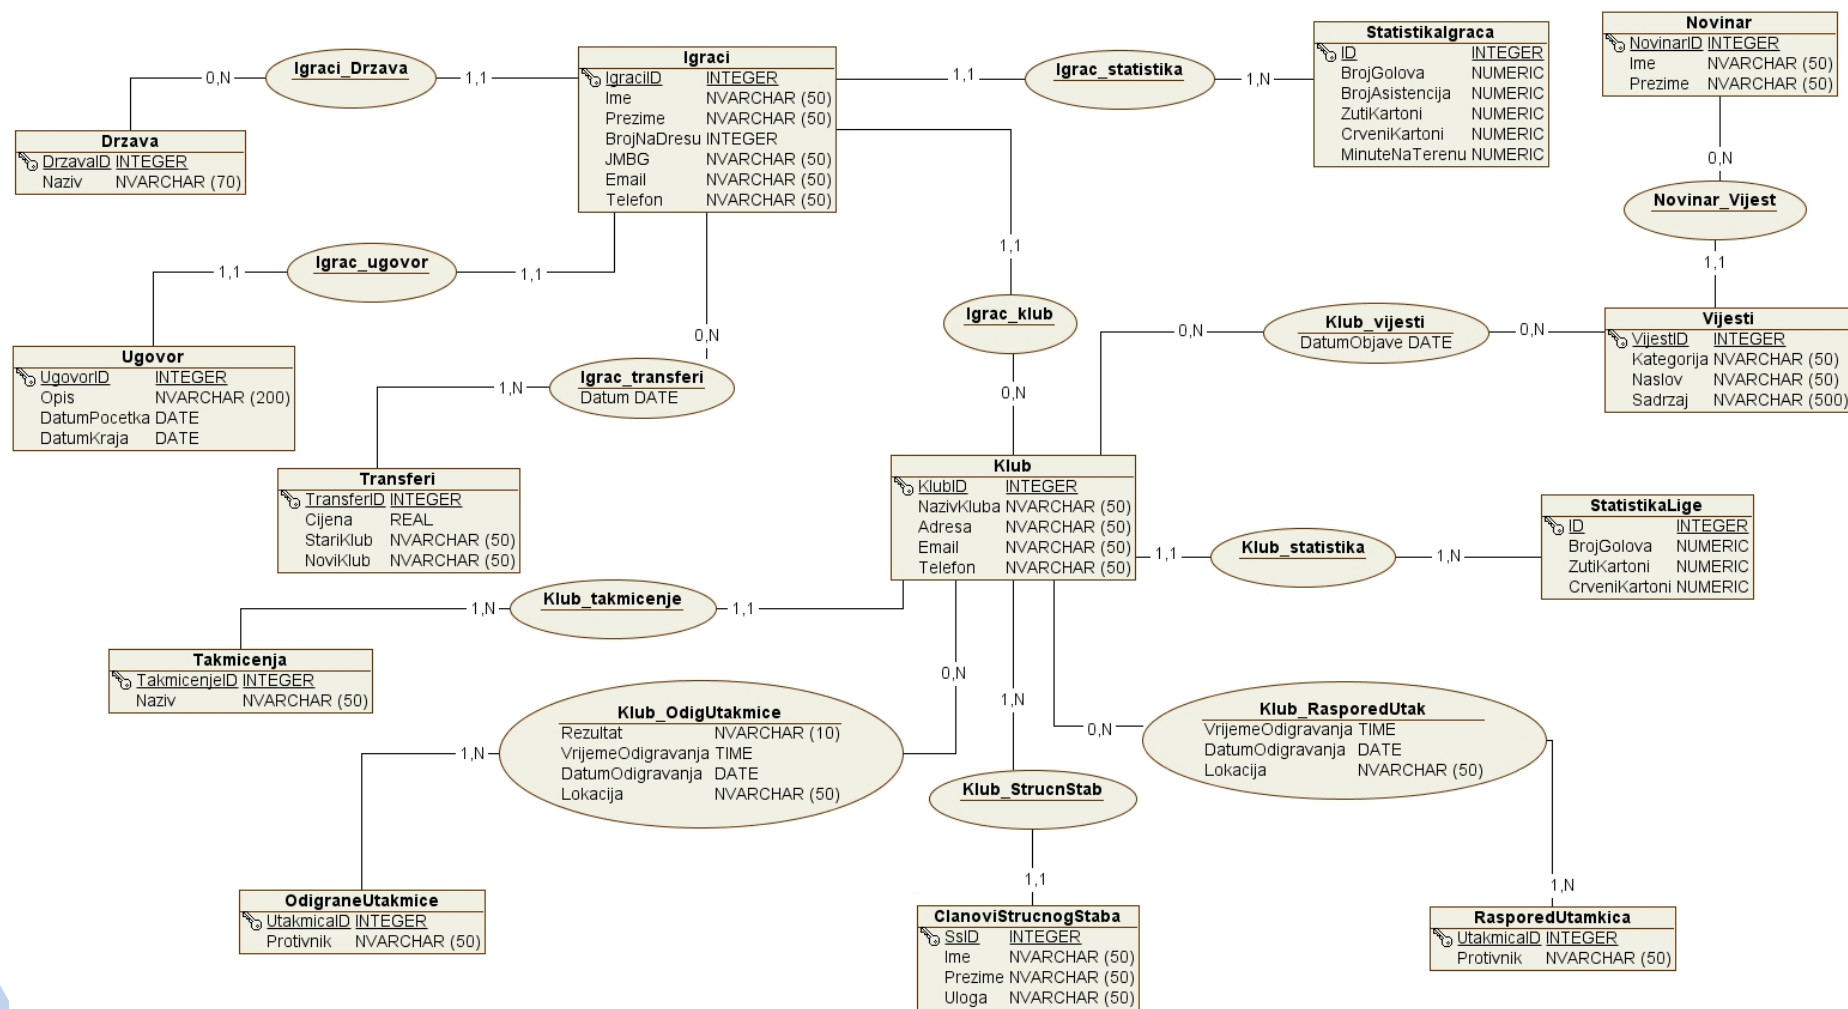 Igraci_Drzava
0,N
1,1
Drzava
DrzavaID INTEGER
Naziv NVARCHAR (70)
Igraci
IgraciID INTEGER
Ime NVARCHAR (50)
Prezime NVARCHAR (50)
BrojNaDresu INTEGER
JMBG NVARCHAR (50)
Email NVARCHAR (50)
Telefon NVARCHAR (50)
1,1
Igrac_statistika
1,N
StatistikaIgraca
ID INTEGER
BrojGolova NUMERIC
BrojAsistencija NUMERIC
ZutiKartoni NUMERIC
CrveniKartoni NUMERIC
MinuteNaTerenu NUMERIC
Novinar
NovinarID INTEGER
Ime NVARCHAR (50)
Prezime NVARCHAR (50)
0,N
Novinar_Vijest
1,1
1,1
Igrac_ugovor
1,1
Ugovor
UgovorID INTEGER
Opis NVARCHAR (200)
DatumPocetka DATE
DatumKraja DATE
0,N
Igrac_transferi
Datum DATE
1,N
Transferi
TransferID INTEGER
Cijena REAL
StariKlub NVARCHAR (50)
NoviKlub NVARCHAR (50)
1,1
Igrac_klub
0,N
0,N
Klub_vijesti
DatumObjave DATE
0,N
Vijesti
VijestID INTEGER
Kategorija NVARCHAR (50)
Naslov NVARCHAR (50)
Sadrzaj NVARCHAR (500)
Klub
KlubID INTEGER
NazivKluba NVARCHAR (50)
Adresa NVARCHAR (50)
Email NVARCHAR (50)
Telefon NVARCHAR (50)
1,1
Klub_statistika
1,N
StatistikaLige
ID INTEGER
BrojGolova NUMERIC
ZutiKartoni NUMERIC
CrveniKartoni NUMERIC
1,N
Klub_takmicenje
1,1
Takmicenja
TakmicenjeID INTEGER
Naziv NVARCHAR (50)
0,N
Klub_OdigUtakmice
Rezultat NVARCHAR (10)
VrijemeOdigravanja TIME
DatumOdigravanja DATE
Lokacija NVARCHAR (50)
1,N
OdigraneUtakmice
UtakmicaID INTEGER
Protivnik NVARCHAR (50)
1,N
Klub_StrucnStab
1,1
ClanoviStrucnogStaba
SsID INTEGER
Ime NVARCHAR (50)
Prezime NVARCHAR (50)
Uloga NVARCHAR (50)
0,N
Klub_RasporedUtak
VrijemeOdigravanja TIME
DatumOdigravanja DATE
Lokacija NVARCHAR (50)
1,N
RasporedUtamkica
UtakmicaID INTEGER
Protivnik NVARCHAR (50)